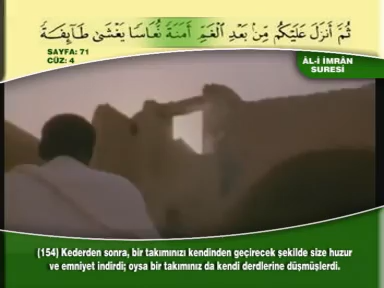 ثُمَّ أَنزَلَ عَلَيْكُم مِّنۢ بَعْدِ الْغَمِّ أَمَنَةً نُّعَاسًا يَغْشَىٰ طَآئِفَةً
SAYFA: 71
CÜZ: 4
ÂL-İ İMRÂN
SURESİ
(154) Kederden sonra, bir takımınızı kendinden geçirecek şekilde size huzur
ve emniyet indirdi; oysa bir takımınız da kendi derdlerine düşmüşlerdi.